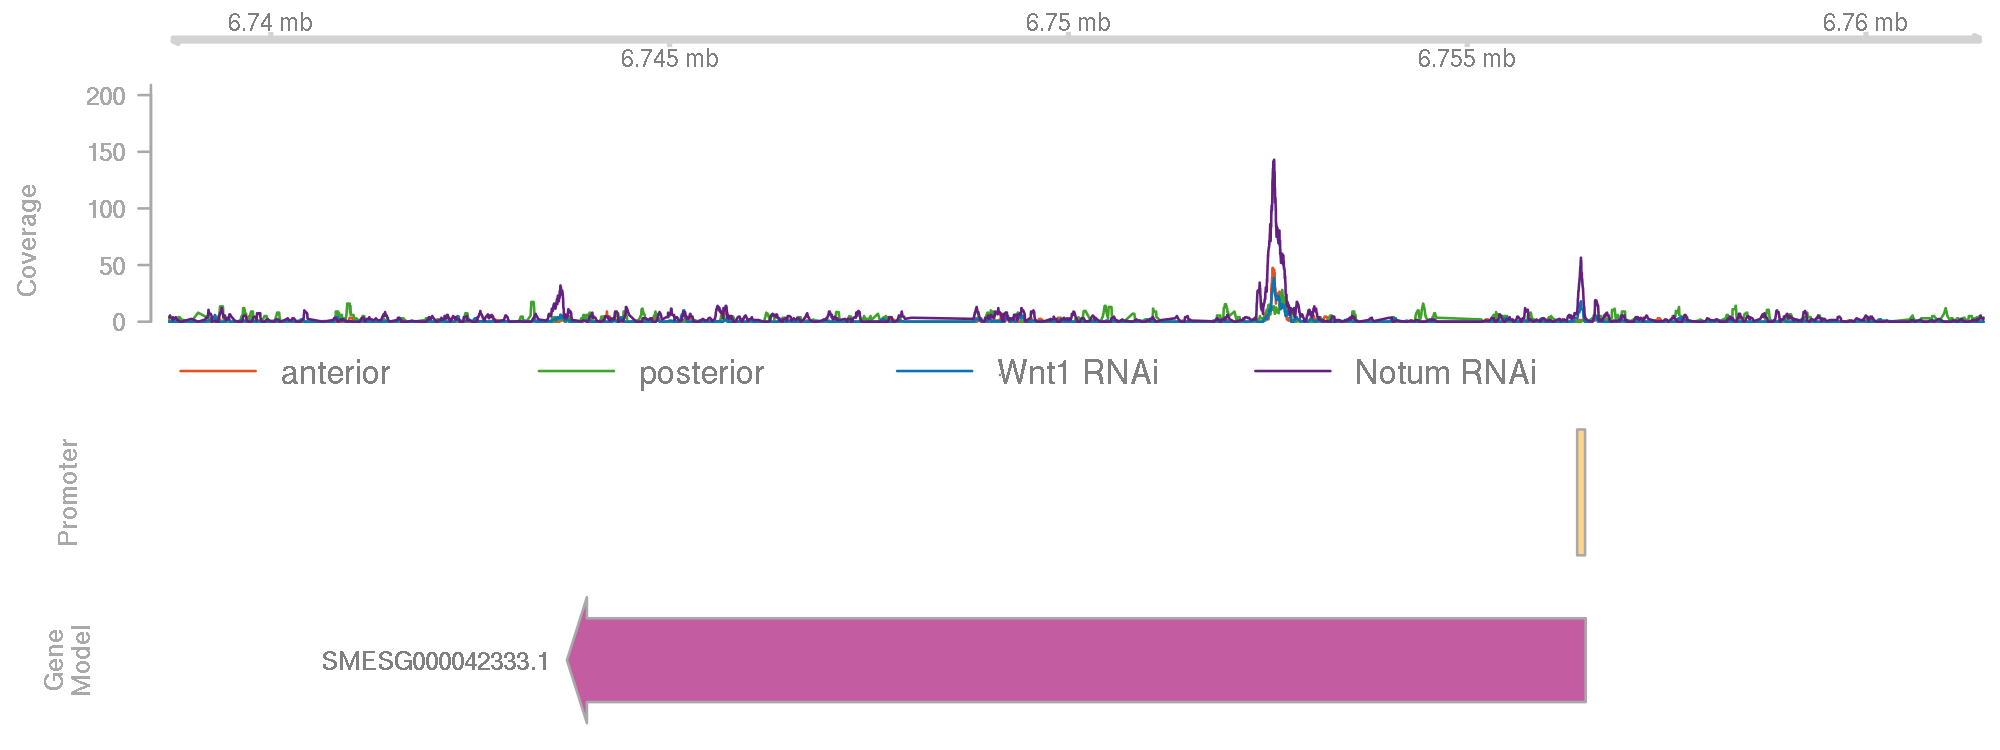 6.74 mb 6.75 mb 6.76 mb
6.745 mb 6.755 mb
200
150
100
50
0
Coverage
anterior posterior Wnt1 RNAi Notum RNAi
Promoter
Gene
Model
SMESG000042333.1